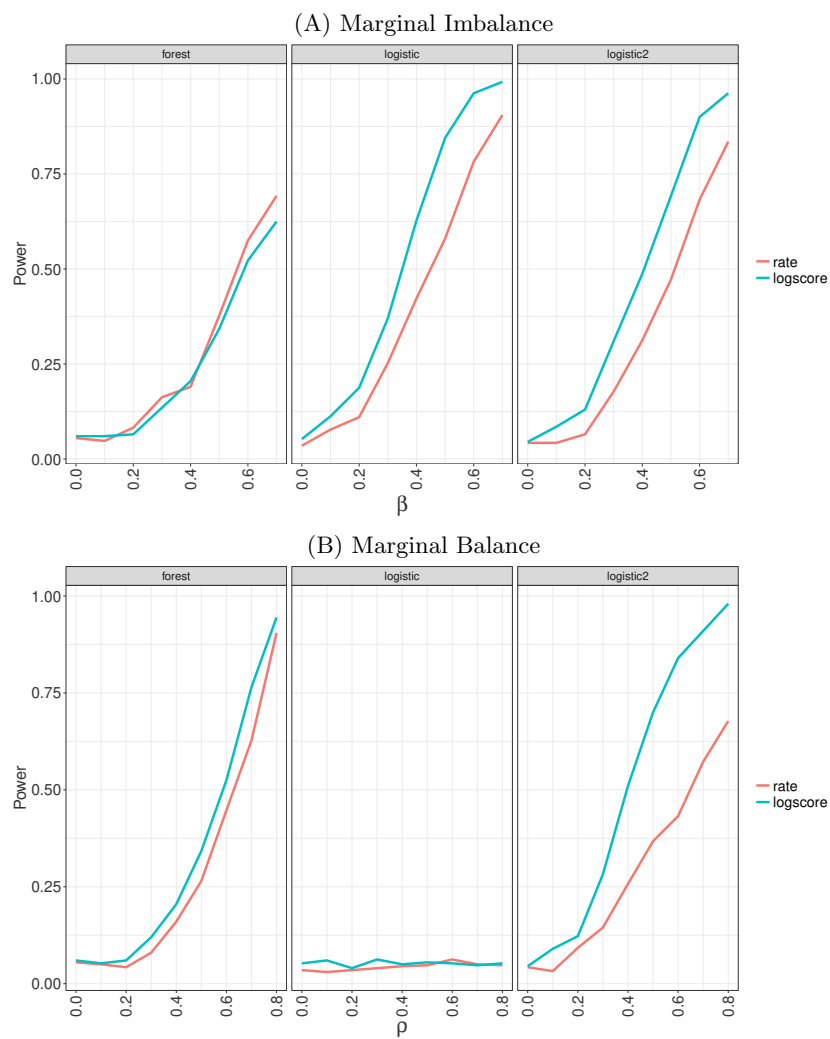 (A) Marginal Imbalance
forest logistic logistic2
1.00
0.75
0.50
0.25
0.00
Power
0.0 0.2 0.4 0.6 0.0 0.2 0.4 0.6 0.0 0.2 0.4 0.6
β
rate
logscore
(B) Marginal Balance
forest logistic logistic2
1.00
0.75
0.50
0.25
0.00
Power
0.0 0.2 0.4 0.6 0.8 0.0 0.2 0.4 0.6 0.8 0.0 0.2 0.4 0.6 0.8
ρ
rate
logscore